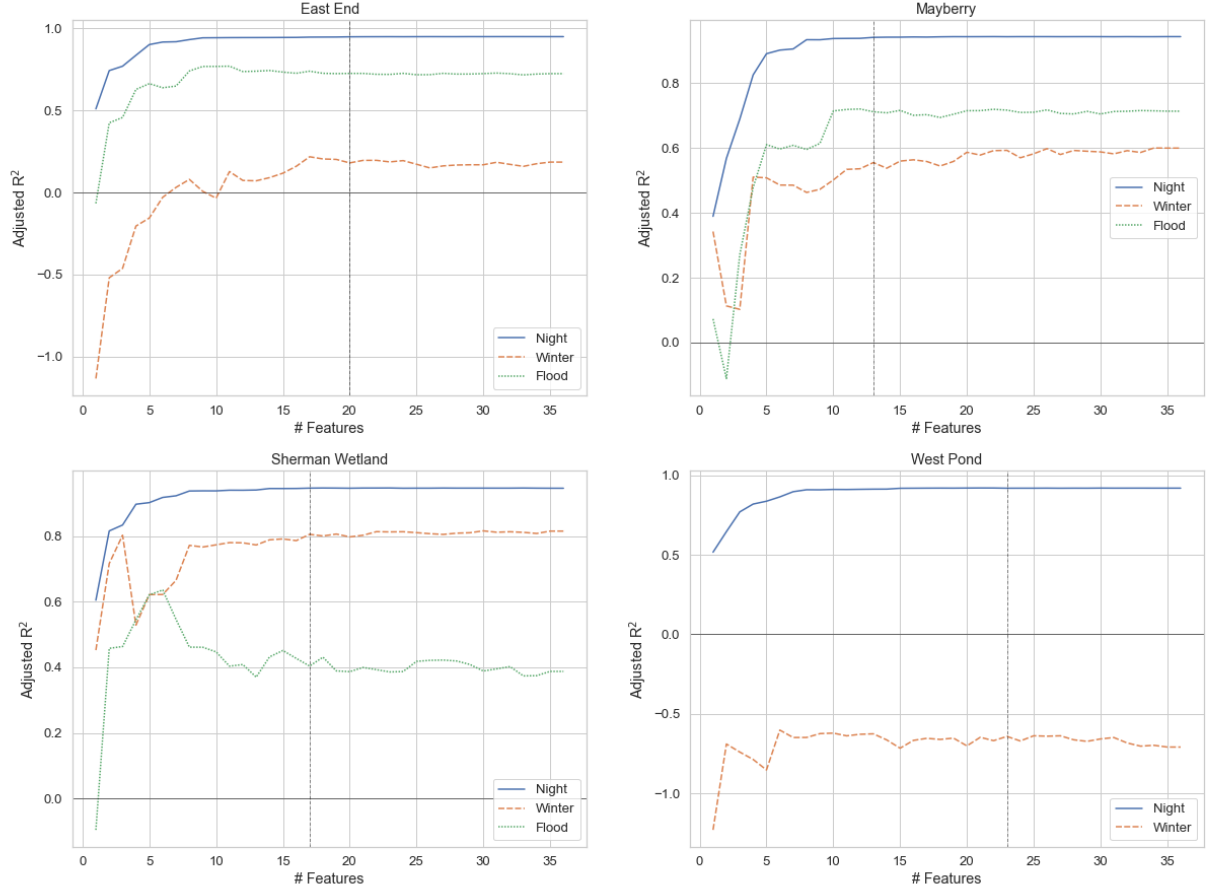 East End
Adjusted R²
1.0
0.5
0.0
−0.5
−1.0
0 5 10 15 20 25 30 35
# Features
Night
Winter
Flood
Mayberry
Adjusted R²
0.8
0.6
0.4
0.2
0.0
0 5 10 15 20 25 30 35
# Features
Night
Winter
Flood
Sherman Wetland
Adjusted R²
0.8
0.6
0.4
0.2
0.0
0 5 10 15 20 25 30 35
# Features
Night
Winter
Flood
West Pond
Adjusted R²
1.0
0.5
0.0
−0.5
−1.0
0 5 10 15 20 25 30 35
# Features
Night
Winter